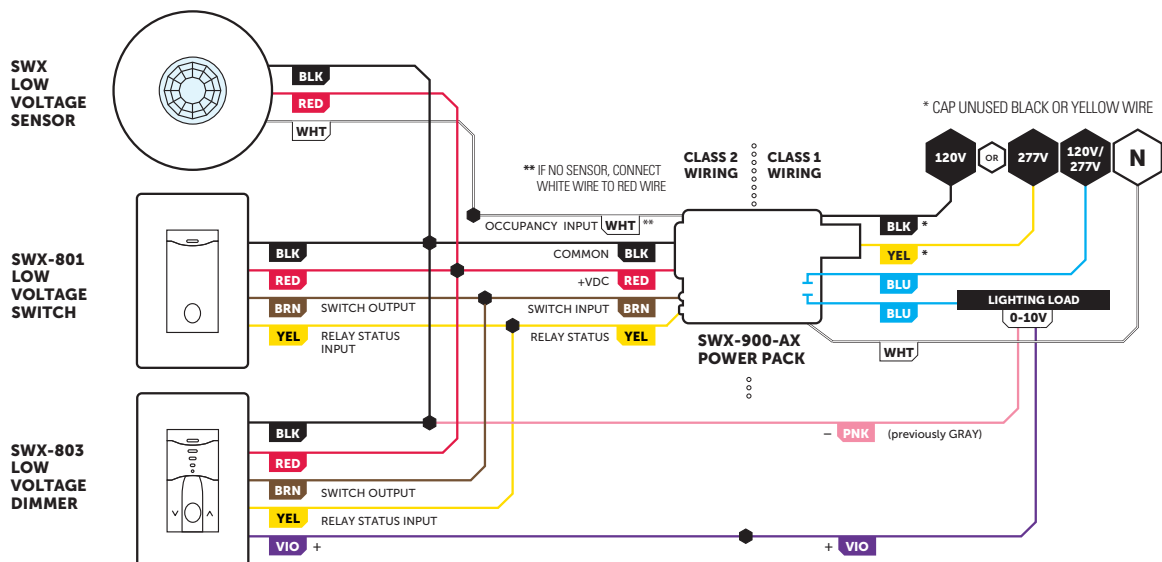 SWX
LOW
VOLTAGE
SENSOR
BLK
RED
WHT
* CAP UNUSED BLACK OR YELLOW WIRE
120V
OR
277V
120V/
277V
N
CLASS 2
WIRING
CLASS 1
WIRING
** IF NO SENSOR, CONNECT
WHITE WIRE TO RED WIRE
OCCUPANCY INPUT WHT **
BLK *
YEL *
BLU
BLU
LIGHTING LOAD
0-10V
WHT
SWX-801
LOW
VOLTAGE
SWITCH
BLK
RED
BRN SWITCH OUTPUT
YEL RELAY STATUS
INPUT
COMMON BLK
+VDC RED
SWITCH INPUT BRN
RELAY STATUS YEL
SWX-900-AX
POWER PACK
SWX-803
LOW
VOLTAGE
DIMMER
BLK
RED
BRN SWITCH OUTPUT
YEL RELAY STATUS INPUT
VIO +
– PNK (previously GRAY)
+ VIO